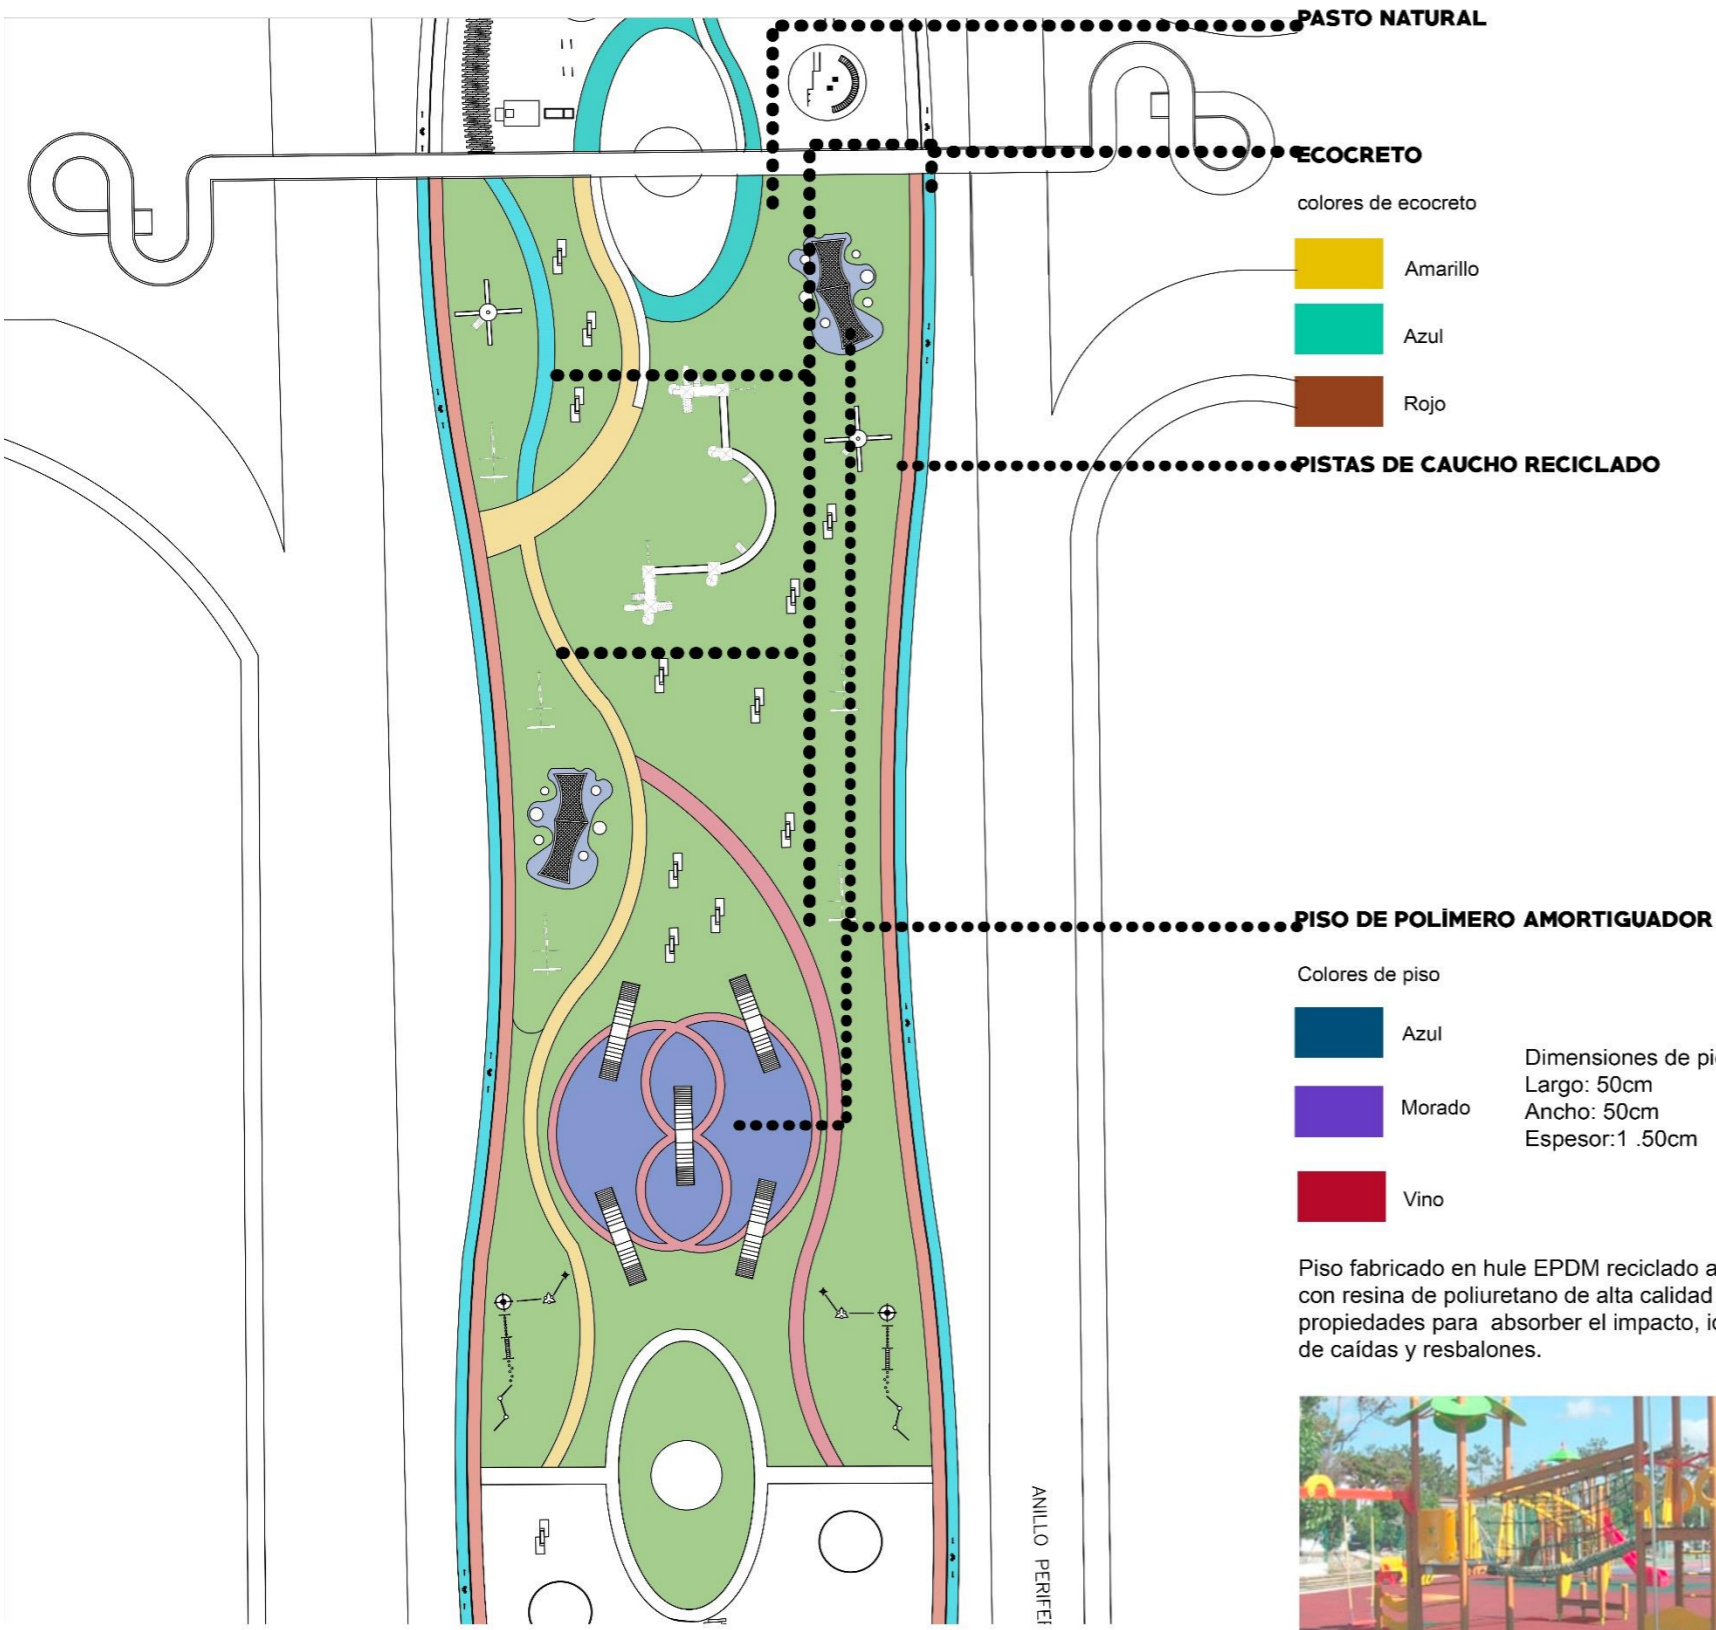 PASTO NATURAL
ECOCRETO
colores de ecocreto
Amarillo
Azul
Rojo
PISTAS DE CAUCHO RECICLADO
PISO DE POLÍMERO AMORTIGUADOR
Colores de piso
Azul
Morado
Vino
Dimensiones de
Largo: 50cm
Ancho: 50cm
Espesor:1 .50cm
Piso fabricado en hule EPDM reciclado
con resina de poliuretano de alta calidad
propiedades para absorber el impacto,
de caídas y resbalones.
ANILLO